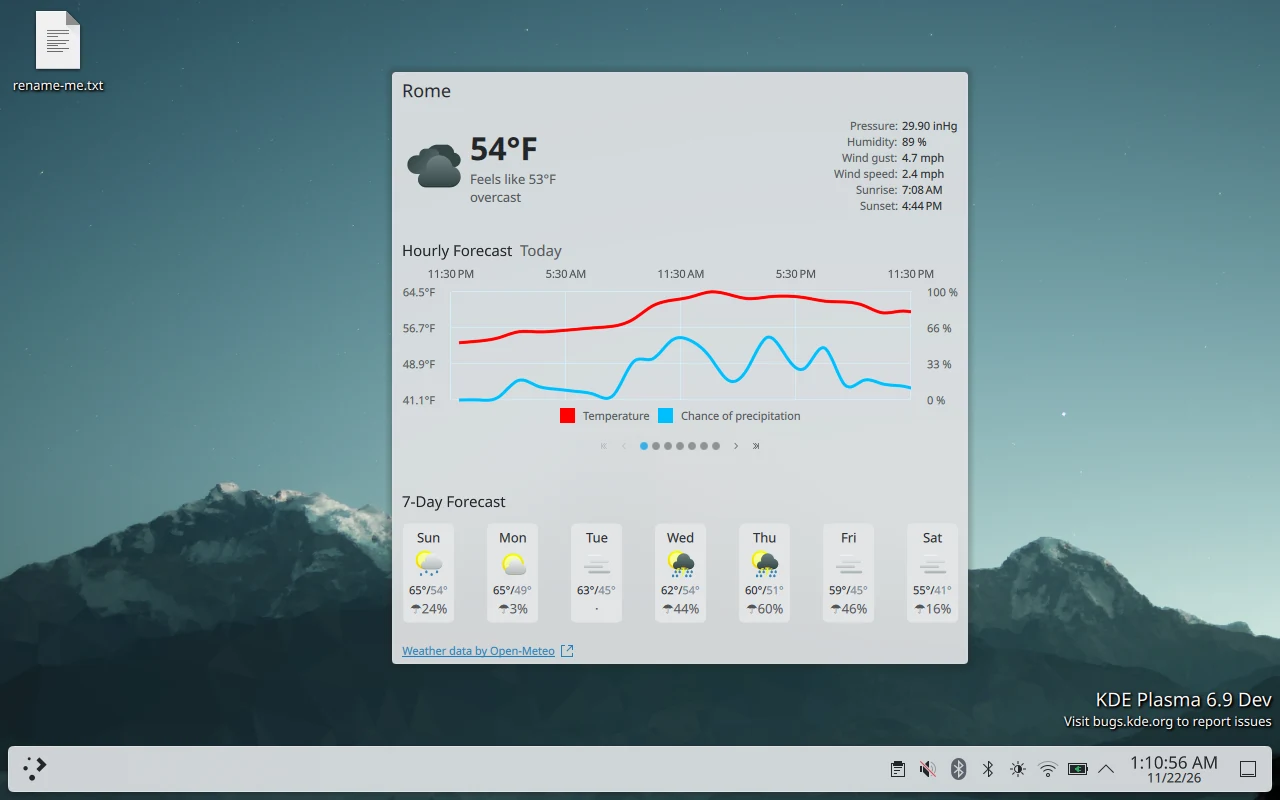 rename-me.txt
Rome
54°F
Feels like 53°F
overcast
Pressure: 29.90 inHg
Humidity: 89 %
Wind gust: 4.7 mph
Wind speed: 2.4 mph
Sunrise: 7:08 AM
Sunset: 4:44 PM
Hourly Forecast Today
11:30 PM 5:30 AM 11:30 AM 5:30 PM 11:30 PM
64.5°F 100 %
56.7°F 66 %
48.9°F 33 %
41.1°F 0 %
Temperature Chance of precipitation
7-Day Forecast
Sun Mon Tue Wed Thu Fri Sat
65°/54° 65°/49° 63°/45° 62°/54° 60°/51° 59°/45° 55°/41°
☂24% ☂3% · ☂44% ☂60% ☂46% ☂16%
Weather data by Open-Meteo
KDE Plasma 6.9 Dev
Visit bugs.kde.org to report issues
1:10:56 AM
11/22/26